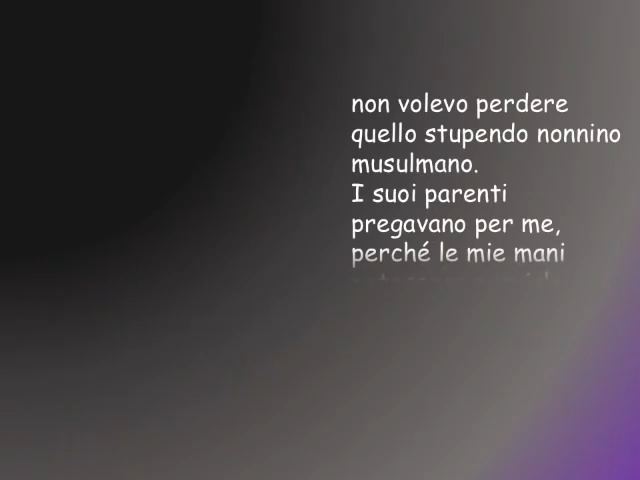 non volevo perdere
quello stupendo nonnino
musulmano.
I suoi parenti
pregavano per me,
perché le mie mani